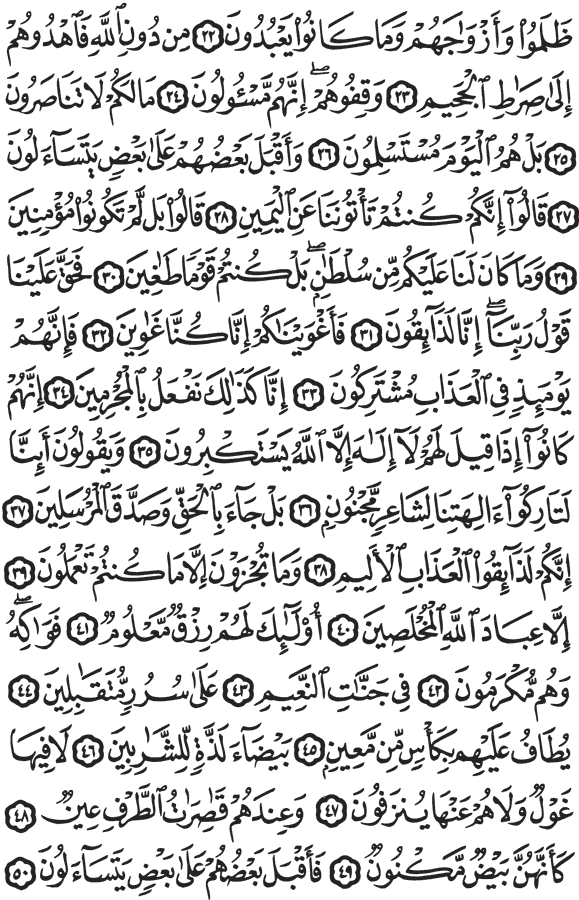 ظَلَمُوا۟ وَأَزْوَٰجَهُمْ وَمَا كَانُوا۟ يَعْبُدُونَ ٢٢ مِن دُونِ ٱللَّهِ فَٱهْدُوهُمْ
إِلَىٰ صِرَٰطِ ٱلْجَحِيمِ ٢٣ وَقِفُوهُمْ ۖ إِنَّهُم مَّسْـُٔولُونَ ٢٤ مَا لَكُمْ لَا تَنَاصَرُونَ
٢٥ بَلْ هُمُ ٱلْيَوْمَ مُسْتَسْلِمُونَ ٢٦ وَأَقْبَلَ بَعْضُهُمْ عَلَىٰ بَعْضٍ يَتَسَآءَلُونَ
٢٧ قَالُوٓا۟ إِنَّكُمْ كُنتُمْ تَأْتُونَنَا عَنِ ٱلْيَمِينِ ٢٨ قَالُوا۟ بَل لَّمْ تَكُونُوا۟ مُؤْمِنِينَ
٢٩ وَمَا كَانَ لَنَا عَلَيْكُم مِّن سُلْطَٰنٍۭ ۖ بَلْ كُنتُمْ قَوْمًا طَٰغِينَ ٣٠ فَحَقَّ عَلَيْنَا
قَوْلُ رَبِّنَآ ۖ إِنَّا لَذَآئِقُونَ ٣١ فَأَغْوَيْنَٰكُمْ إِنَّا كُنَّا غَٰوِينَ ٣٢ فَإِنَّهُمْ
يَوْمَئِذٍ فِى ٱلْعَذَابِ مُشْتَرِكُونَ ٣٣ إِنَّا كَذَٰلِكَ نَفْعَلُ بِٱلْمُجْرِمِينَ ٣٤ إِنَّهُمْ
كَانُوٓا۟ إِذَا قِيلَ لَهُمْ لَآ إِلَٰهَ إِلَّا ٱللَّهُ يَسْتَكْبِرُونَ ٣٥ وَيَقُولُونَ أَئِنَّا
لَتَارِكُوٓا۟ ءَالِهَتِنَا لِشَاعِرٍ مَّجْنُونٍۭ ٣٦ بَلْ جَآءَ بِٱلْحَقِّ وَصَدَّقَ ٱلْمُرْسَلِينَ ٣٧
إِنَّكُمْ لَذَآئِقُوا۟ ٱلْعَذَابِ ٱلْأَلِيمِ ٣٨ وَمَا تُجْزَوْنَ إِلَّا مَا كُنتُمْ تَعْمَلُونَ ٣٩
إِلَّا عِبَادَ ٱللَّهِ ٱلْمُخْلَصِينَ ٤٠ أُو۟لَٰٓئِكَ لَهُمْ رِزْقٌ مَّعْلُومٌ ٤١ فَوَٰكِهُ ۖ
وَهُم مُّكْرَمُونَ ٤٢ فِى جَنَّٰتِ ٱلنَّعِيمِ ٤٣ عَلَىٰ سُرُرٍ مُّتَقَٰبِلِينَ ٤٤
يُطَافُ عَلَيْهِم بِكَأْسٍ مِّن مَّعِينٍۭ ٤٥ بَيْضَآءَ لَذَّةٍ لِّلشَّٰرِبِينَ ٤٦ لَا فِيهَا
غَوْلٌ وَلَا هُمْ عَنْهَا يُنزَفُونَ ٤٧ وَعِندَهُمْ قَٰصِرَٰتُ ٱلطَّرْفِ عِينٌ ٤٨
كَأَنَّهُنَّ بَيْضٌ مَّكْنُونٌ ٤٩ فَأَقْبَلَ بَعْضُهُمْ عَلَىٰ بَعْضٍ يَتَسَآءَلُونَ ٥٠